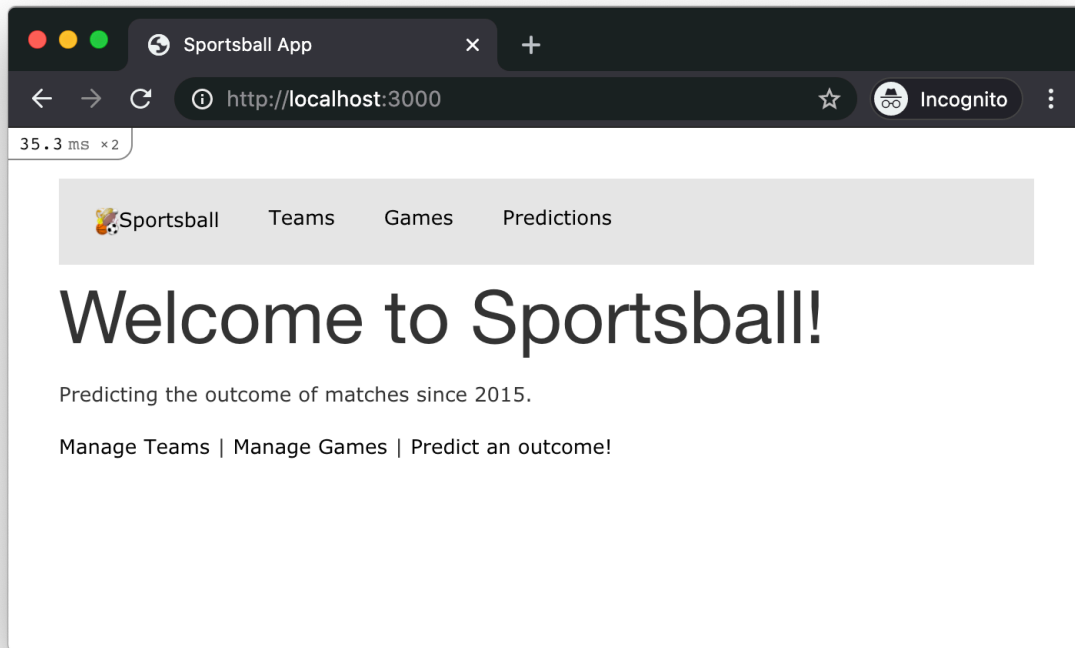 Sportsball App
http://localhost:3000
Incognito
35.3 ms ×2
Sportsball Teams Games Predictions
Welcome to Sportsball!
Predicting the outcome of matches since 2015.
Manage Teams | Manage Games | Predict an outcome!